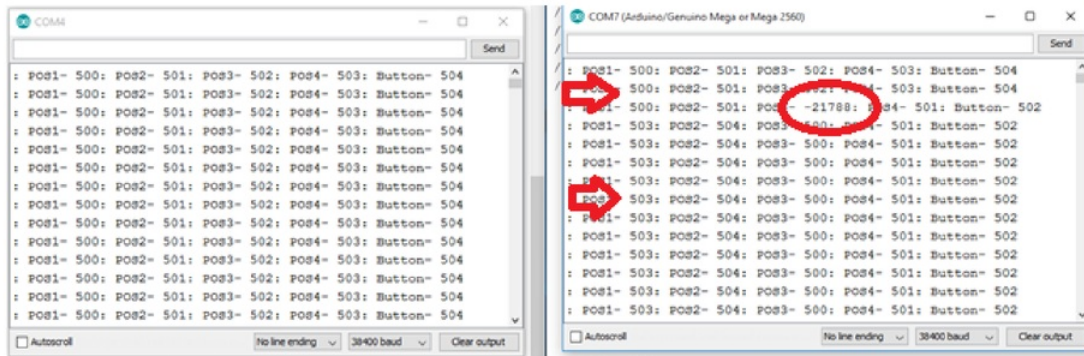 COM4
Send
: POS1- 500: POS2- 501: POS3- 502: POS4- 503: Button- 504
: POS1- 500: POS2- 501: POS3- 502: POS4- 503: Button- 504
: POS1- 500: POS2- 501: POS3- 502: POS4- 503: Button- 504
: POS1- 500: POS2- 501: POS3- 502: POS4- 503: Button- 504
: POS1- 500: POS2- 501: POS3- 502: POS4- 503: Button- 504
: POS1- 500: POS2- 501: POS3- 502: POS4- 503: Button- 504
: POS1- 500: POS2- 501: POS3- 502: POS4- 503: Button- 504
: POS1- 500: POS2- 501: POS3- 502: POS4- 503: Button- 504
: POS1- 500: POS2- 501: POS3- 502: POS4- 503: Button- 504
: POS1- 500: POS2- 501: POS3- 502: POS4- 503: Button- 504
: POS1- 500: POS2- 501: POS3- 502: POS4- 503: Button- 504
: POS1- 500: POS2- 501: POS3- 502: POS4- 503: Button- 504
: POS1- 500: POS2- 501: POS3- 502: POS4- 503: Button- 504
: POS1- 500: POS2- 501: POS3- 502: POS4- 503: Button- 504
Autoscroll
No line ending
38400 baud
Clear output
COM7 (Arduino/Genuino Mega or Mega 2560)
Send
: POS1- 500: POS2- 501: POS3- 502: POS4- 503: Button- 504
500: POS2- 501: POS3- 502: POS4- 503: Button- 504
500: POS2- 501: -21788: POS4- 501: Button- 502
: POS1- 503: POS2- 504: POS3- 500: POS4- 501: Button- 502
: POS1- 503: POS2- 504: POS3- 500: POS4- 501: Button- 502
: POS1- 503: POS2- 504: POS3- 500: POS4- 501: Button- 502
: POS1- 503: POS2- 504: POS3- 500: POS4- 501: Button- 502
503: POS2- 504: POS3- 500: POS4- 501: Button- 502
: POS1- 503: POS2- 504: POS3- 500: POS4- 501: Button- 502
: POS1- 503: POS2- 504: POS3- 500: POS4- 501: Button- 502
: POS1- 503: POS2- 504: POS3- 500: POS4- 501: Button- 502
: POS1- 503: POS2- 504: POS3- 500: POS4- 501: Button- 502
: POS1- 503: POS2- 504: POS3- 500: POS4- 501: Button- 502
: POS1- 503: POS2- 504: POS3- 500: POS4- 501: Button- 502
Autoscroll
No line ending
38400 baud
Clear output